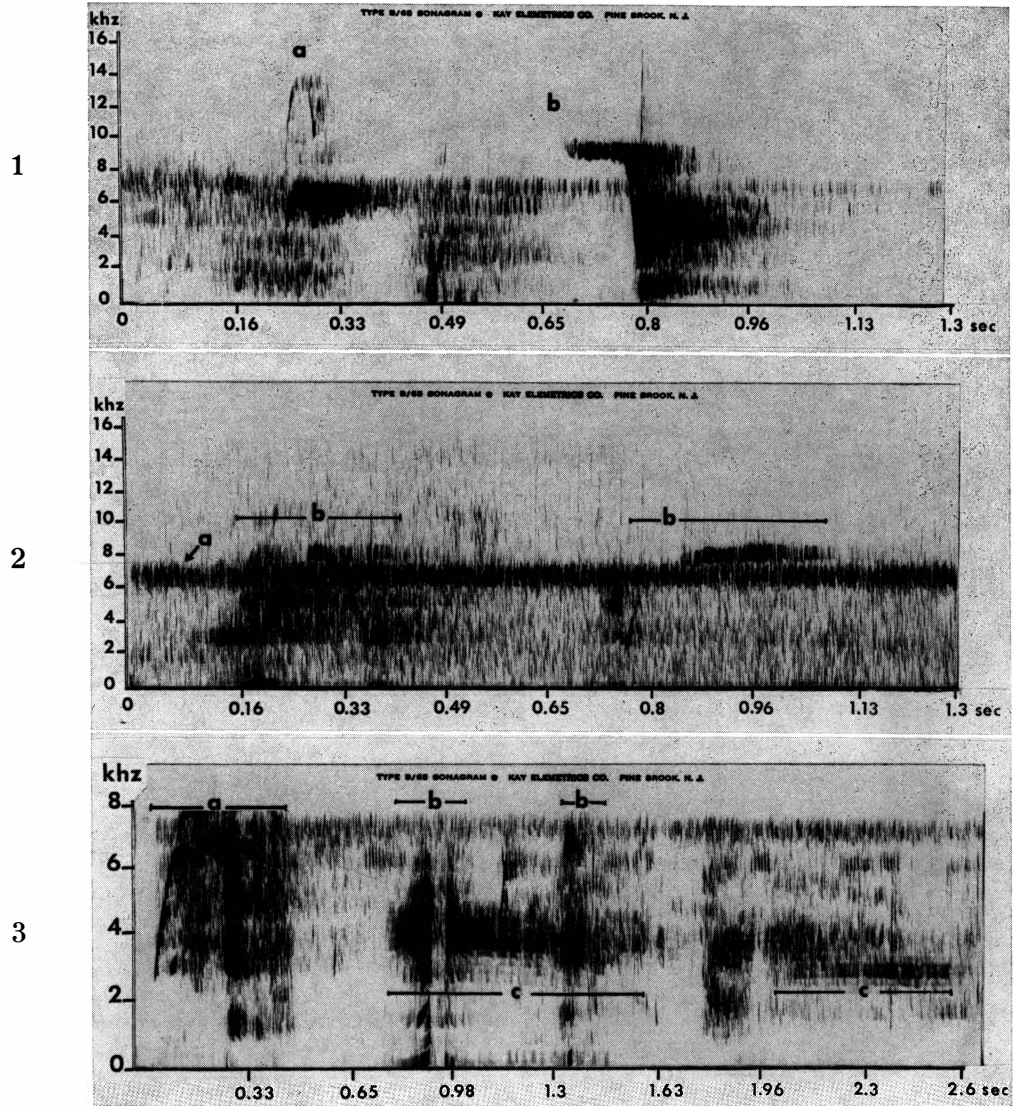 TYPE B/65 SONAGRAM ® KAY ELEMETRICS CO. PINE BROOK, N. J.
khz
16
14
12
10
8
6
4
2
0
a
b
1
0 0.16 0.33 0.49 0.65 0.8 0.96 1.13 1.3 sec
TYPE B/65 SONAGRAM ® KAY ELEMETRICS CO. PINE BROOK, N. J.
khz
16
14
12
10
8
6
4
2
0
a
b b
2
0 0.16 0.33 0.49 0.65 0.8 0.96 1.13 1.3 sec
TYPE B/65 SONAGRAM ® KAY ELEMETRICS CO. PINE BROOK, N. J.
khz
8
6
4
2
0
a b b
c c
3
0.33 0.65 0.98 1.3 1.63 1.96 2.3 2.6 sec